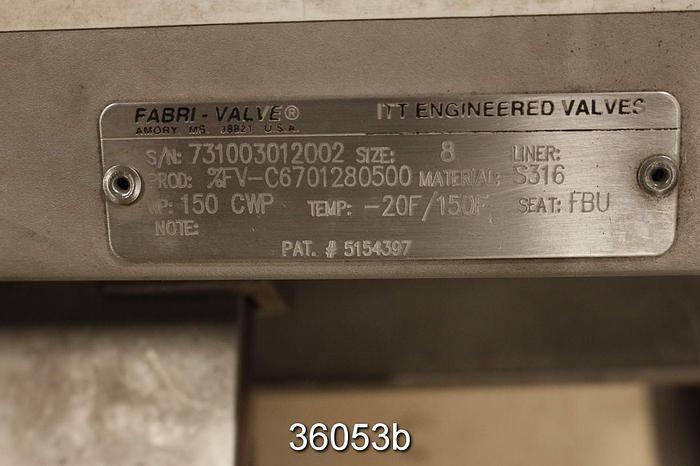 FABRI-VALVE® ITT ENGINEERED VALVES
AMORY, MS. 38821 U.S.A.
S/N: 731003012002 SIZE: 8 LINER:
PROD: %FV-C6701280500 MATERIAL: S316
WP: 150 CWP TEMP: -20F/150F SEAT: FBU
NOTE:
PAT. # 5154397
36053b